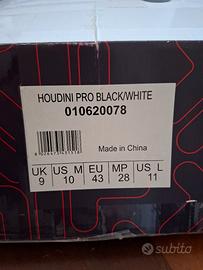 HOUDINI PRO BLACK/WHITE
010620078
Made in China
UK US M EU MP US L
9 10 43 28 11
subito